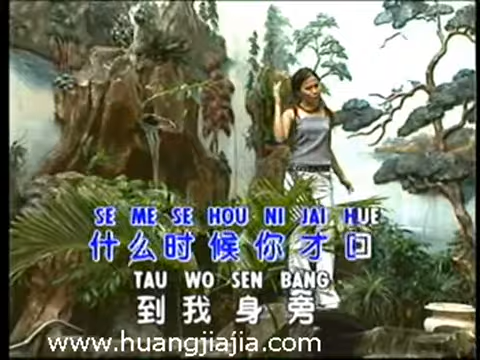 SE ME SE HOU NI JAI HUE
什么时候你才回
TAU WO SEN BANG
到我身旁
www.huangjiajia.com